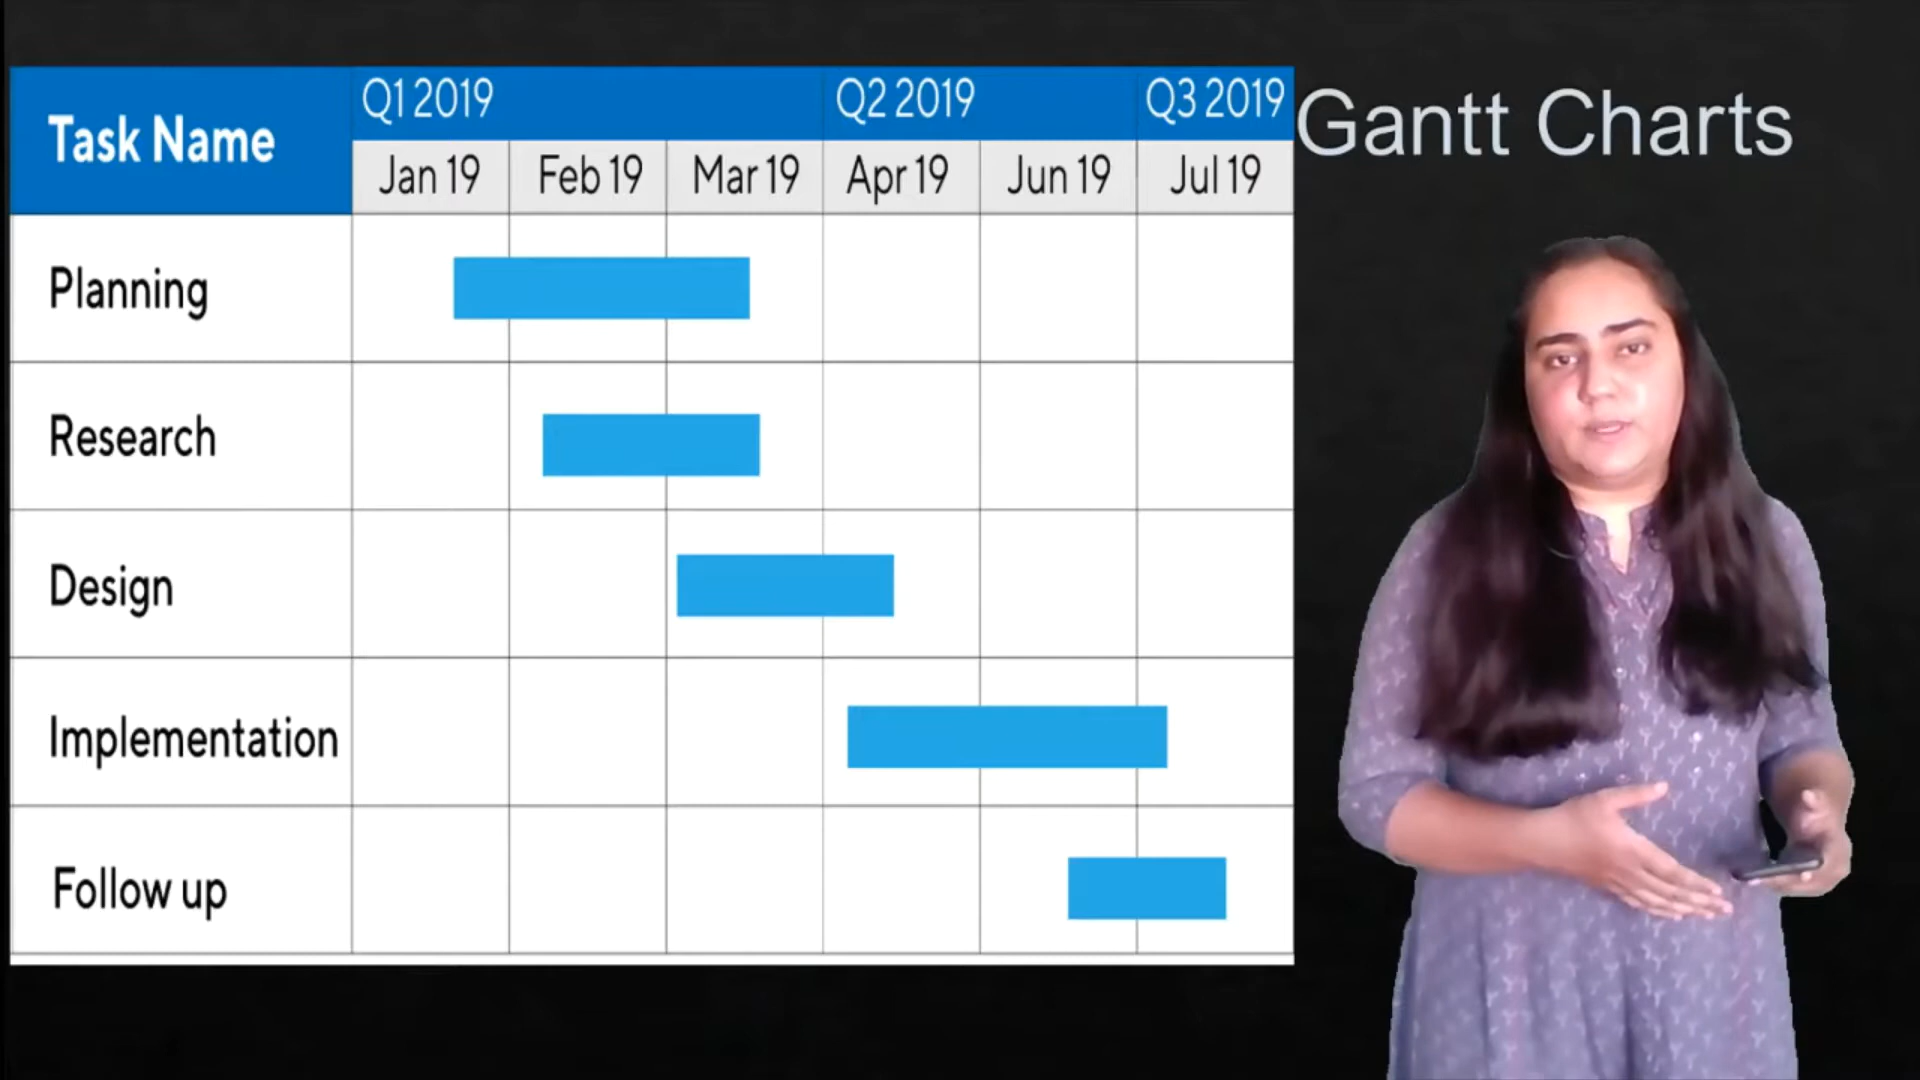 Gantt Charts
Task Name
Q1 2019 Q2 2019 Q3 2019
Jan 19 Feb 19 Mar 19 Apr 19 Jun 19 Jul 19
Planning
Research
Design
Implementation
Follow up